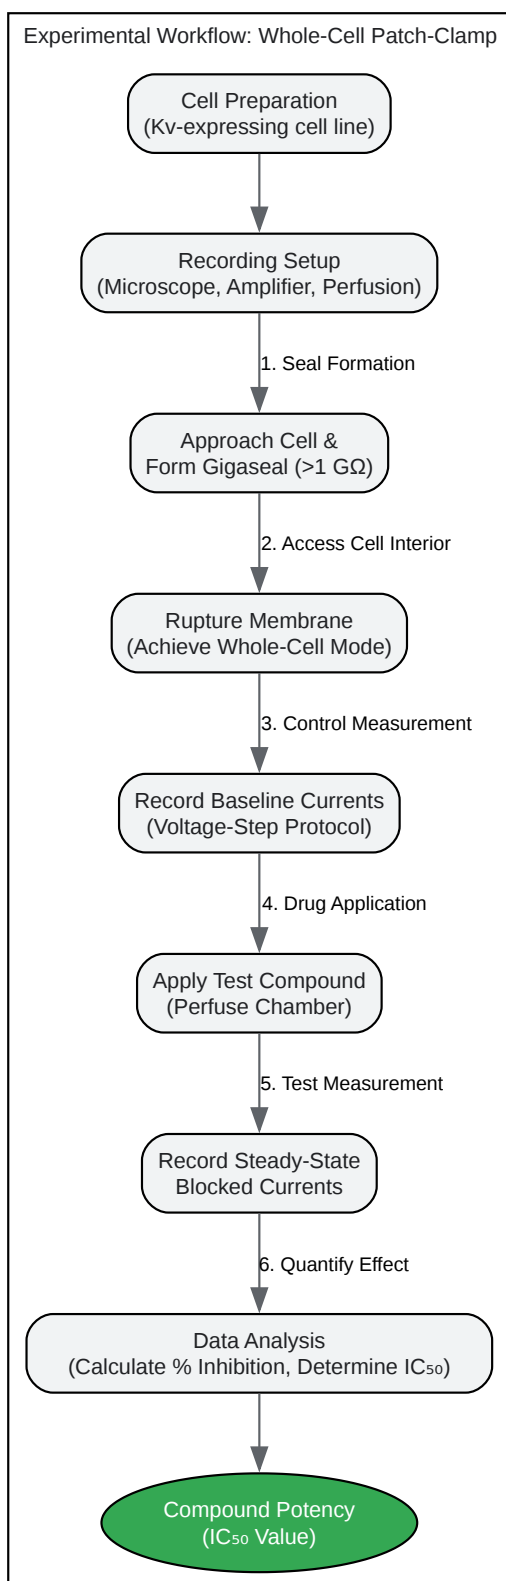 Experimental Workflow: Whole-Cell Patch-Clamp
Cell Preparation
(Kv-expressing cell line)
Recording Setup
(Microscope, Amplifier, Perfusion)
1. Seal Formation
Approach Cell &
Form Gigaseal (>1 GΩ)
2. Access Cell Interior
Rupture Membrane
(Achieve Whole-Cell Mode)
3. Control Measurement
Record Baseline Currents
(Voltage-Step Protocol)
4. Drug Application
Apply Test Compound
(Perfuse Chamber)
5. Test Measurement
Record Steady-State
Blocked Currents
6. Quantify Effect
Data Analysis
(Calculate % Inhibition, Determine IC₅₀)
Compound Potency
(IC₅₀ Value)